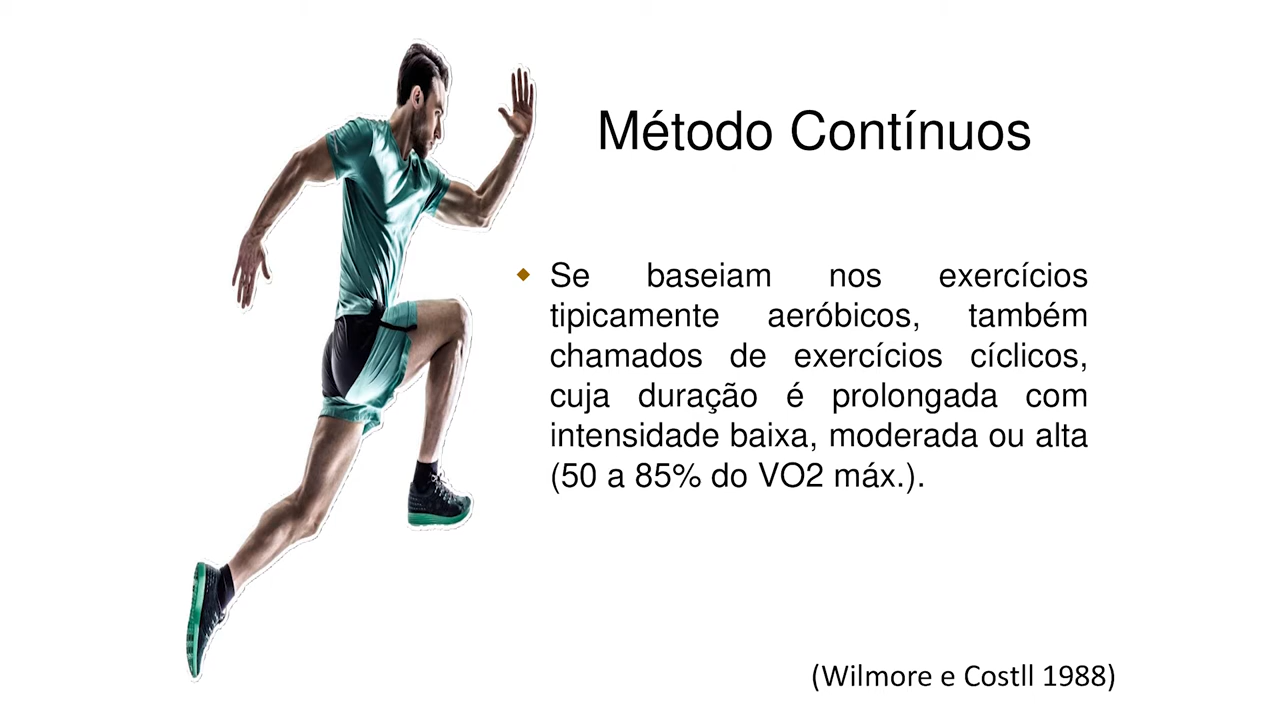 Método Contínuos
Se baseiam nos exercícios
tipicamente aeróbicos, também
chamados de exercícios cíclicos,
cuja duração é prolongada com
intensidade baixa, moderada ou alta
(50 a 85% do VO2 máx.).
(Wilmore e Costll 1988)